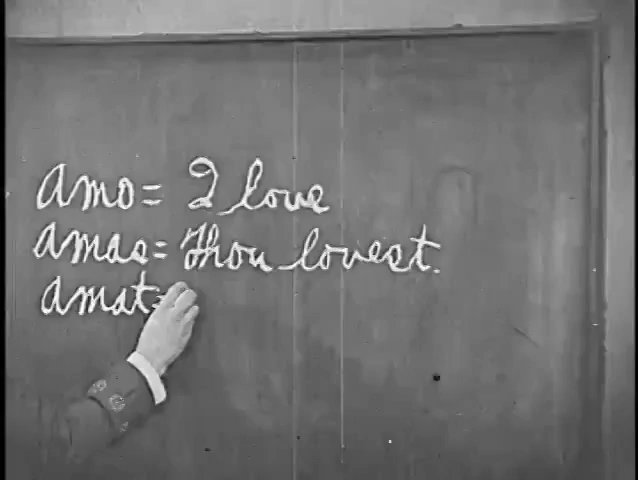 amo = I love
amas = Thou lovest.
amat =